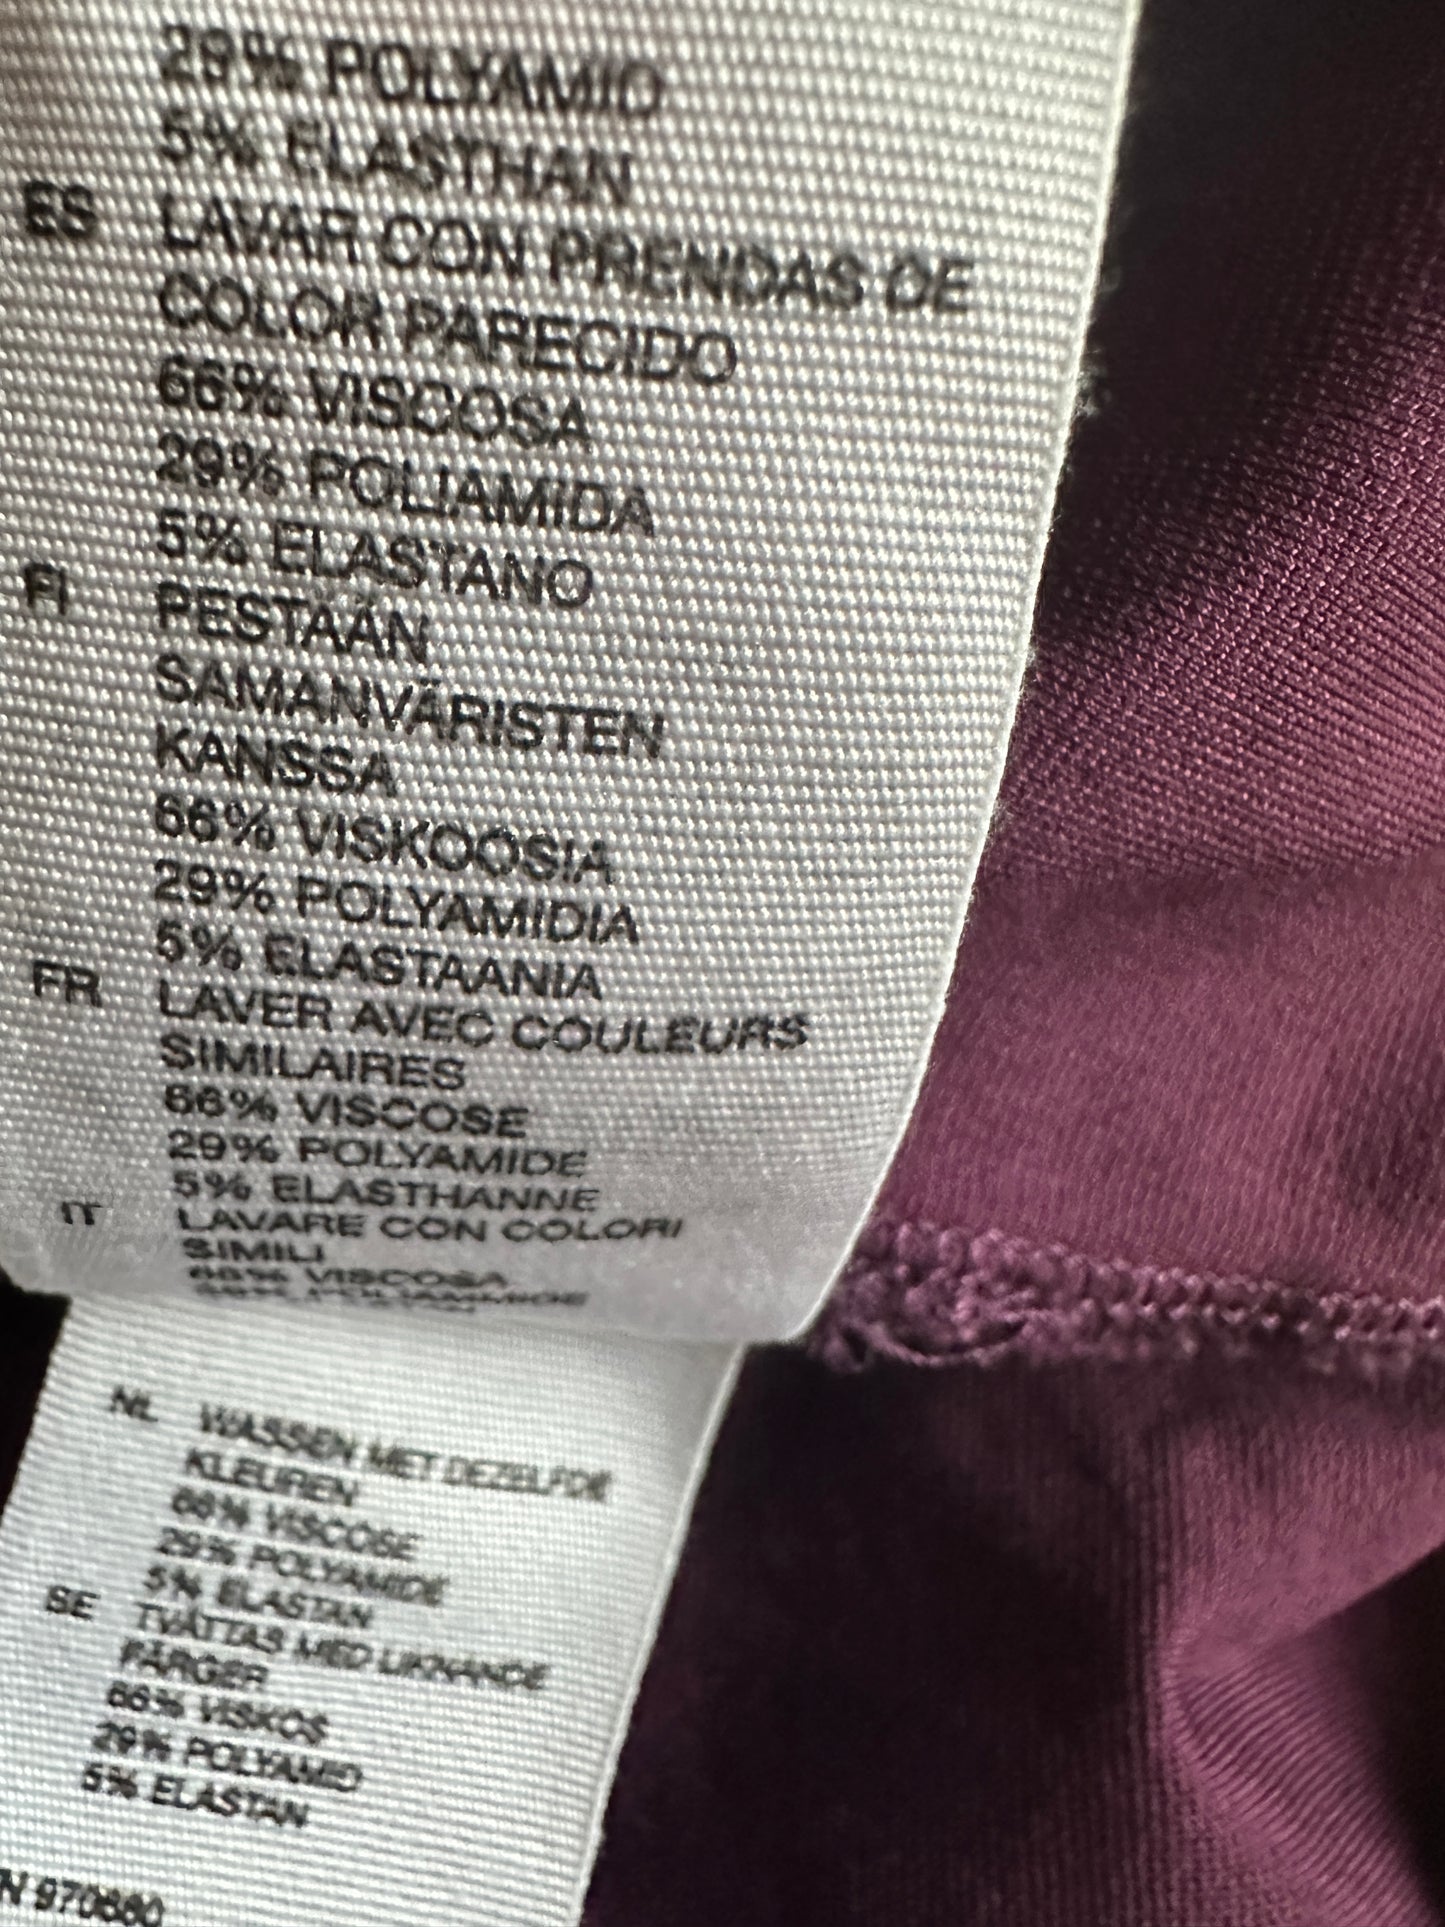 29% POLYAMID
5% ELASTHAN
ES LAVAR CON PRENDAS DE
COLOR PARECIDO
66% VISCOSA
29% POLIAMIDA
5% ELASTANO
FI PESTÄÄN
SAMANVÄRISTEN
KANSSA
66% VISKOOSIA
29% POLYAMIDIA
5% ELASTAANIA
FR LAVER AVEC COULEURS
SIMILAIRES
66% VISCOSE
29% POLYAMIDE
5% ELASTHANNE
IT LAVARE CON COLORI
SIMILI
66% VISCOSA
NL WASSEN MET DEZELFDE
KLEUREN
66% VISCOSE
29% POLYAMIDE
5% ELASTAN
SE TVÄTTAS MED LIKNANDE
FÄRGER
66% VISKOS
29% POLYAMID
5% ELASTAN
N 970660